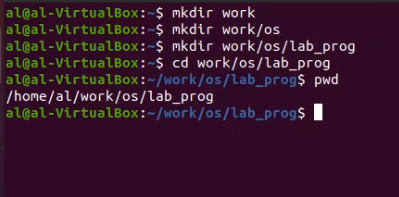 al@al-VirtualBox:~$ mkdir work
al@al-VirtualBox:~$ mkdir work/os
al@al-VirtualBox:~$ mkdir work/os/lab_prog
al@al-VirtualBox:~$ cd work/os/lab_prog
al@al-VirtualBox:~/work/os/lab_prog$ pwd
/home/al/work/os/lab_prog
al@al-VirtualBox:~/work/os/lab_prog$